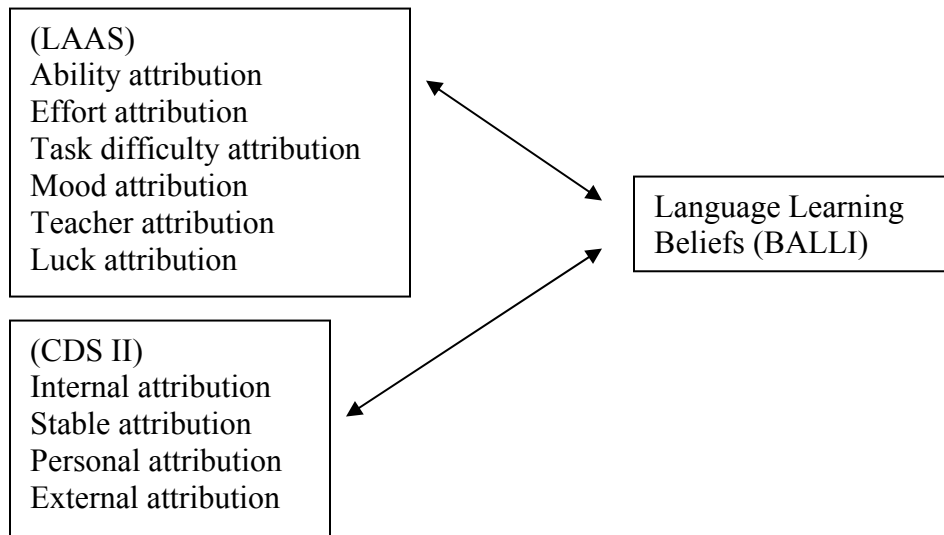 (LAAS)
Ability attribution
Effort attribution
Task difficulty attribution
Mood attribution
Teacher attribution
Luck attribution
Language Learning
Beliefs (BALLI)
(CDS II)
Internal attribution
Stable attribution
Personal attribution
External attribution